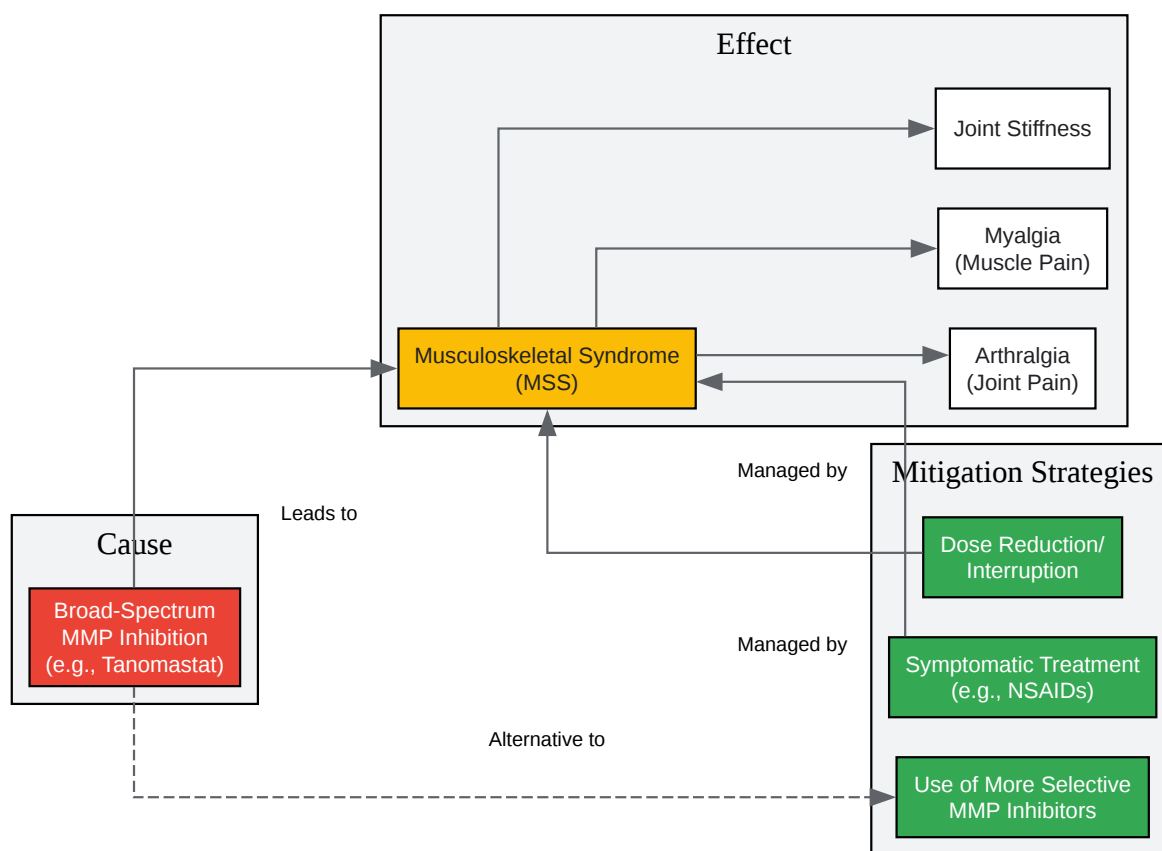 Effect
Joint Stiffness
Myalgia
(Muscle Pain)
Musculoskeletal Syndrome
(MSS)
Arthralgia
(Joint Pain)
Managed by
Mitigation Strategies
Leads to
Cause
Dose Reduction/
Interruption
Broad-Spectrum
MMP Inhibition
(e.g., Tanomastat)
Managed by
Symptomatic Treatment
(e.g., NSAIDs)
Alternative to
Use of More Selective
MMP Inhibitors